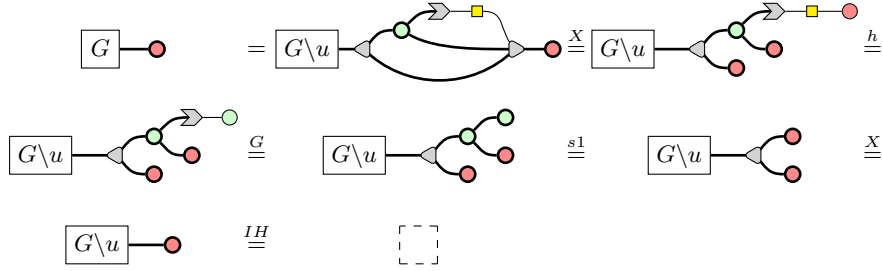 G = G\u X= G\u h=
G\u G= G\u s1= G\u X=
G\u IH=